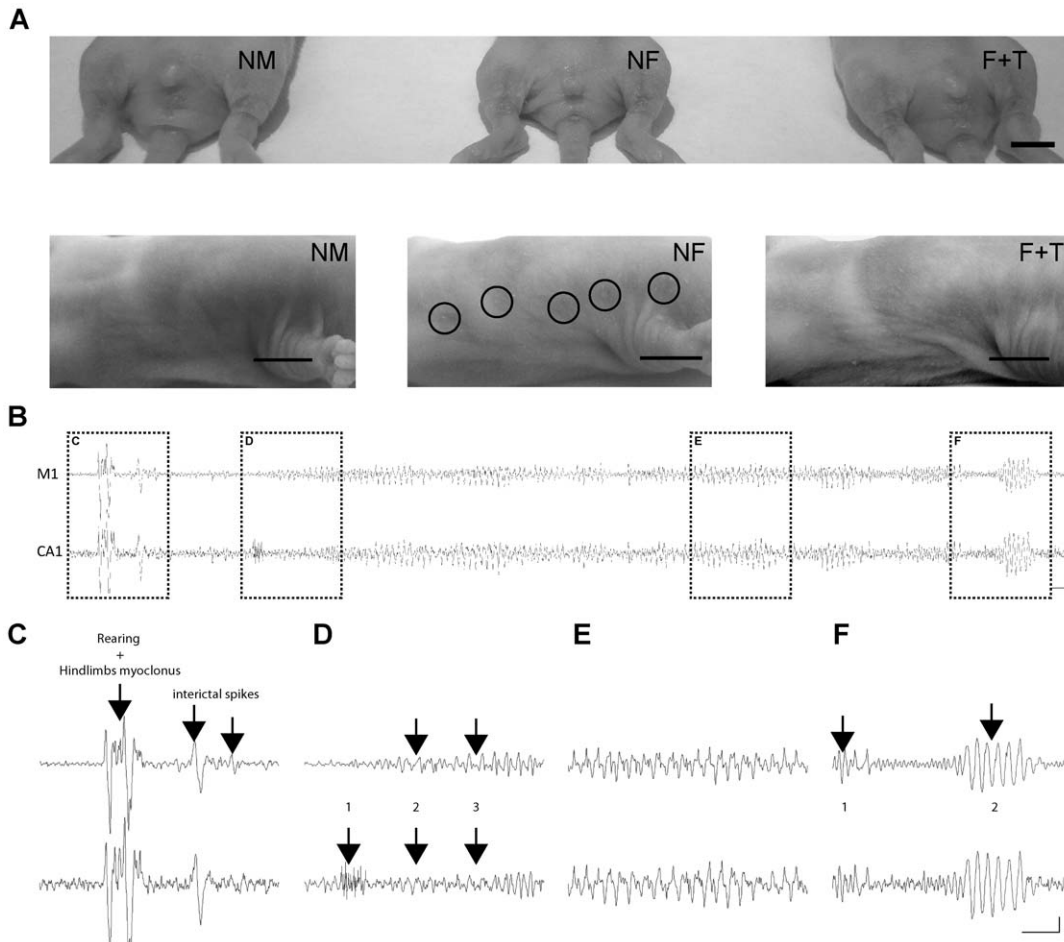 A
NM NF F+T
NM NF F+T
B
C D E F
M1
CA1
C D E F
Rearing
+
Hindlimbs myoclonus
interictal spikes
1 2 3
1 2